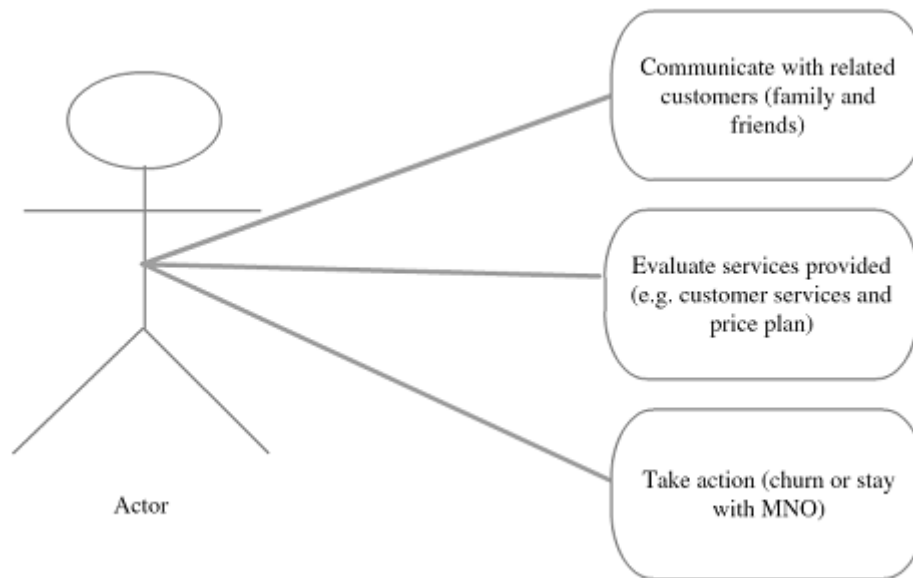 Communicate with related
customers (family and
friends)
Evaluate services provided
(e.g. customer services and
price plan)
Take action (churn or stay
with MNO)
Actor